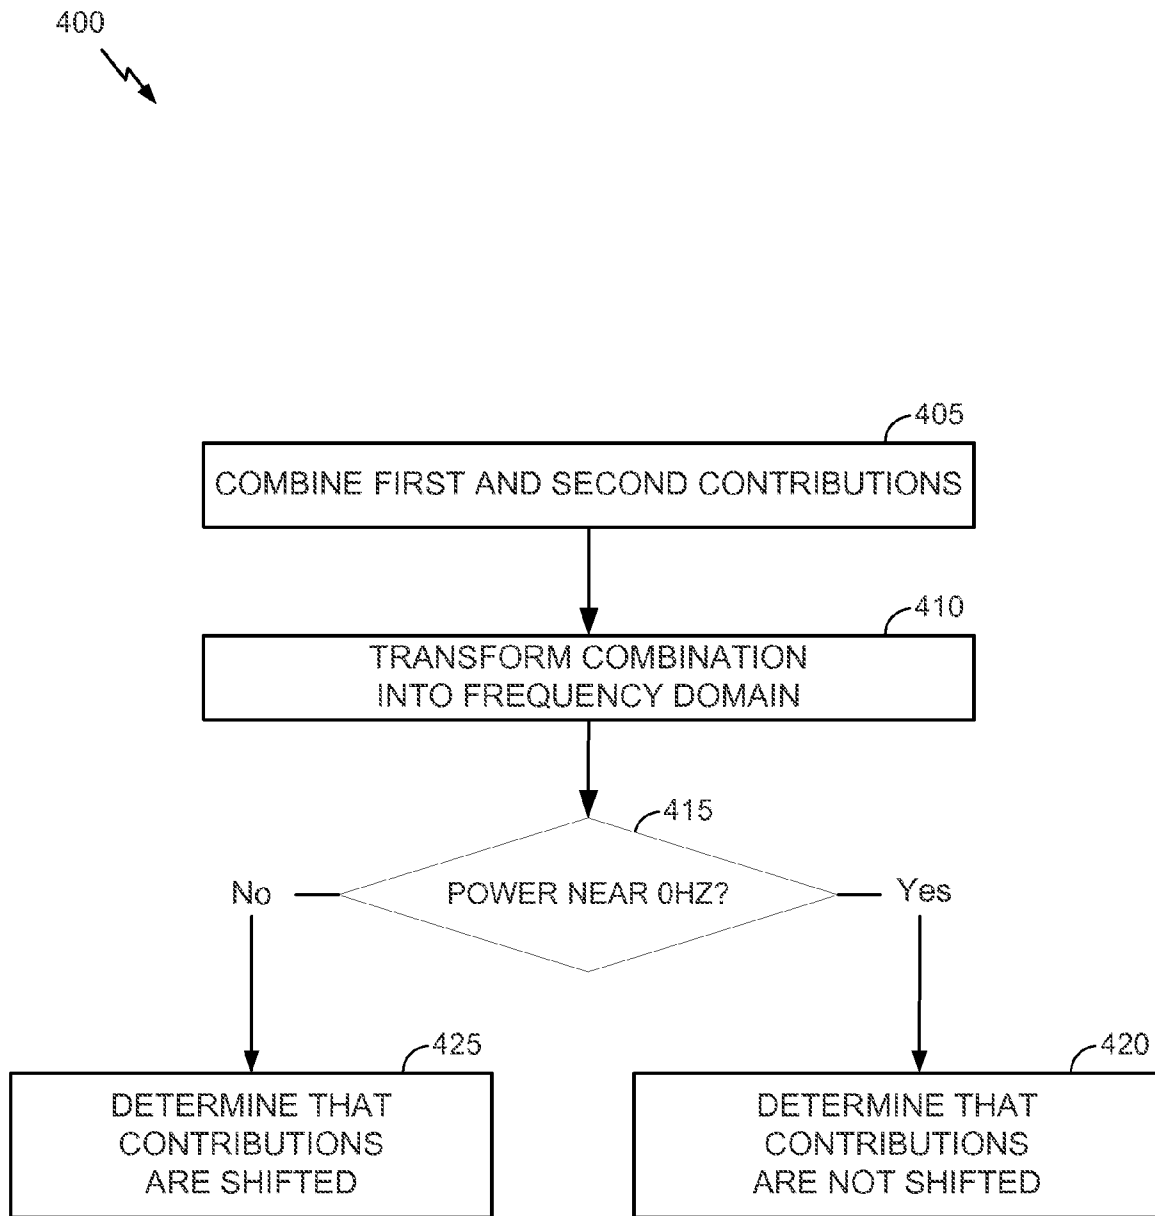 400
405
COMBINE FIRST AND SECOND CONTRIBUTIONS
410
TRANSFORM COMBINATION
INTO FREQUENCY DOMAIN
415
No
POWER NEAR 0HZ?
Yes
425
DETERMINE THAT
CONTRIBUTIONS
ARE SHIFTED
420
DETERMINE THAT
CONTRIBUTIONS
ARE NOT SHIFTED